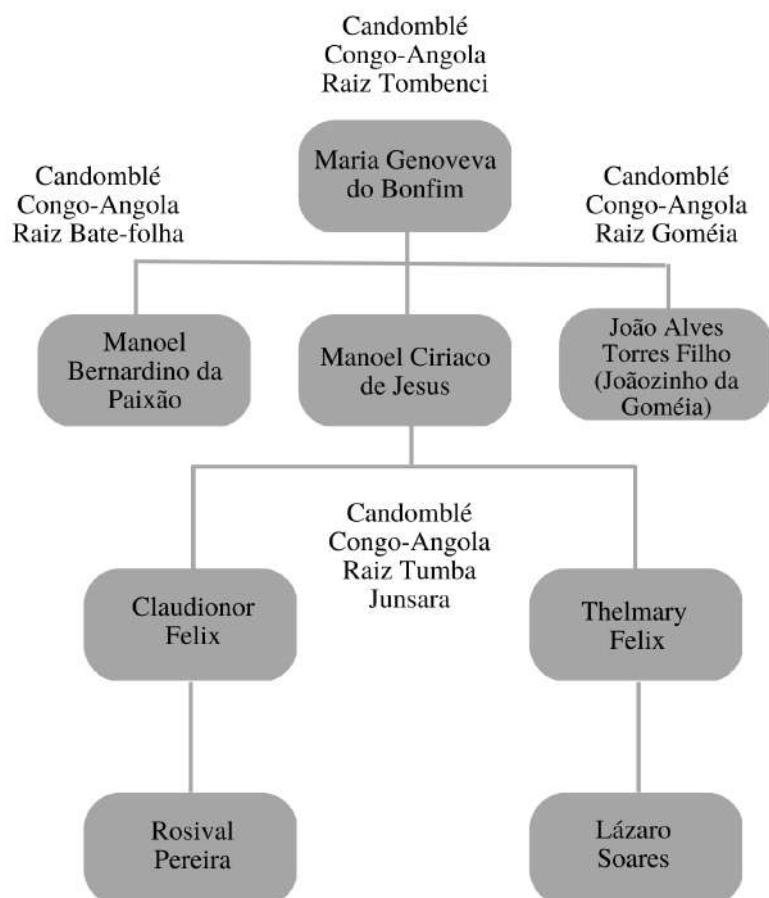 Candomblé
Congo-Angola
Raiz Tombenci
Maria Genoveva
do Bonfim
Candomblé
Congo-Angola
Raiz Bate-folha
Candomblé
Congo-Angola
Raiz Goméia
Manoel
Bernardino da
Paixão
Manoel Ciriaco
de Jesus
João Alves
Torres Filho
(Joãozinho da
Goméia)
Candomblé
Congo-Angola
Raiz Tumba
Junsara
Claudionor
Felix
Thelmary
Felix
Rosival
Pereira
Lázaro
Soares